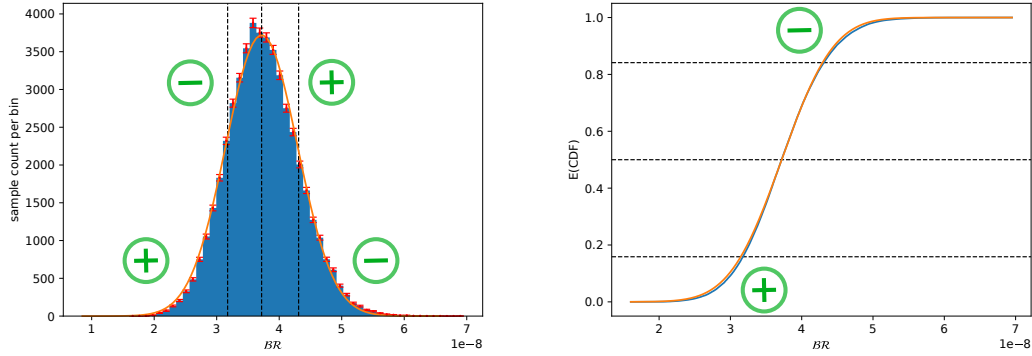 4000
3500
3000
2500
2000
1500
1000
500
0
sample count per bin
1 2 3 4 5 6 7
1e−8
BR
− +
+ −
1.0
0.8
0.6
0.4
0.2
0.0
E(CDF)
2 3 4 5 6 7
1e−8
BR
−
+